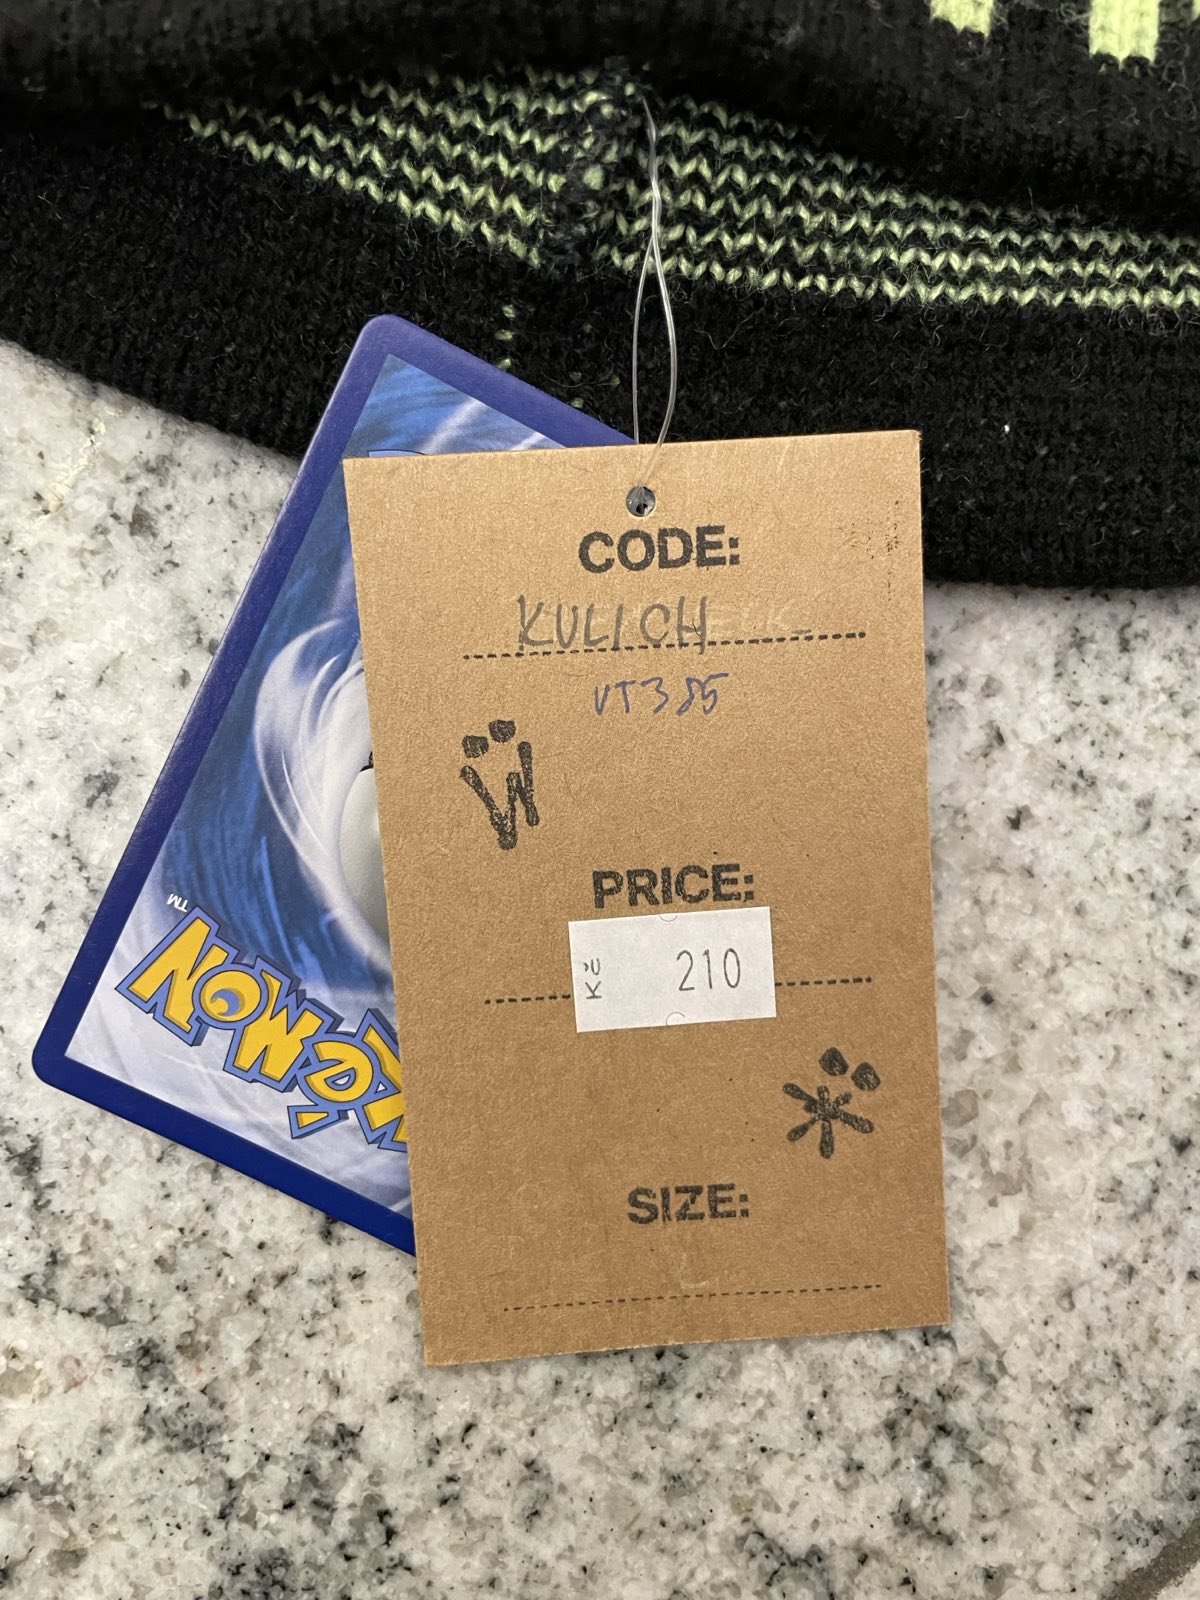 CODE:
KULICH
VT385
PRICE:
Kč 210
SIZE:
L
POKéMON
TM